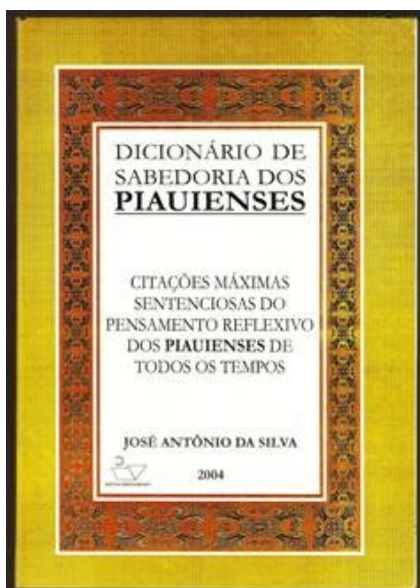 DICIONÁRIO DE
SABEDORIA DOS
PIAUIENSES
CITAÇÕES MÁXIMAS
SENTENCIOSAS DO
PENSAMENTO REFLEXIVO
DOS PIAUIENSES DE
TODOS OS TEMPOS
JOSÉ ANTÔNIO DA SILVA
2004